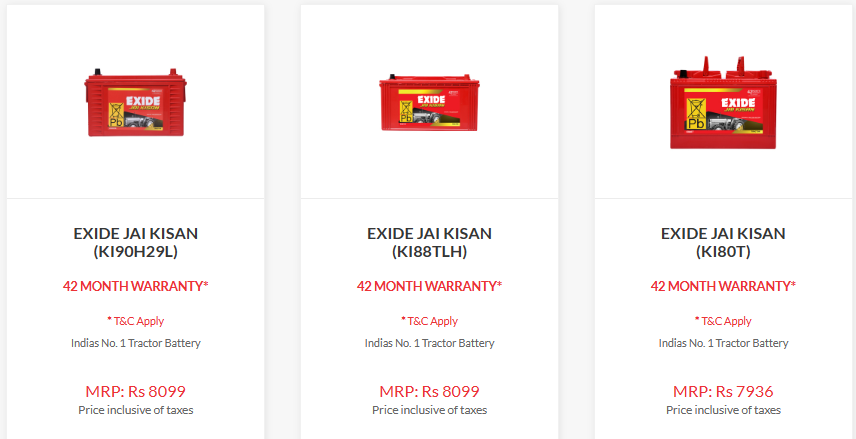 EXIDE
JAI KISAN
Pb
EXIDE JAI KISAN
(KI90H29L)
42 MONTH WARRANTY*
* T&C Apply
Indias No. 1 Tractor Battery
MRP: Rs 8099
Price inclusive of taxes
EXIDE
JAI KISAN
Pb
EXIDE JAI KISAN
(KI88TLH)
42 MONTH WARRANTY*
* T&C Apply
Indias No. 1 Tractor Battery
MRP: Rs 8099
Price inclusive of taxes
EXIDE
JAI KISAN
Pb
EXIDE JAI KISAN
(KI80T)
42 MONTH WARRANTY*
* T&C Apply
Indias No. 1 Tractor Battery
MRP: Rs 7936
Price inclusive of taxes